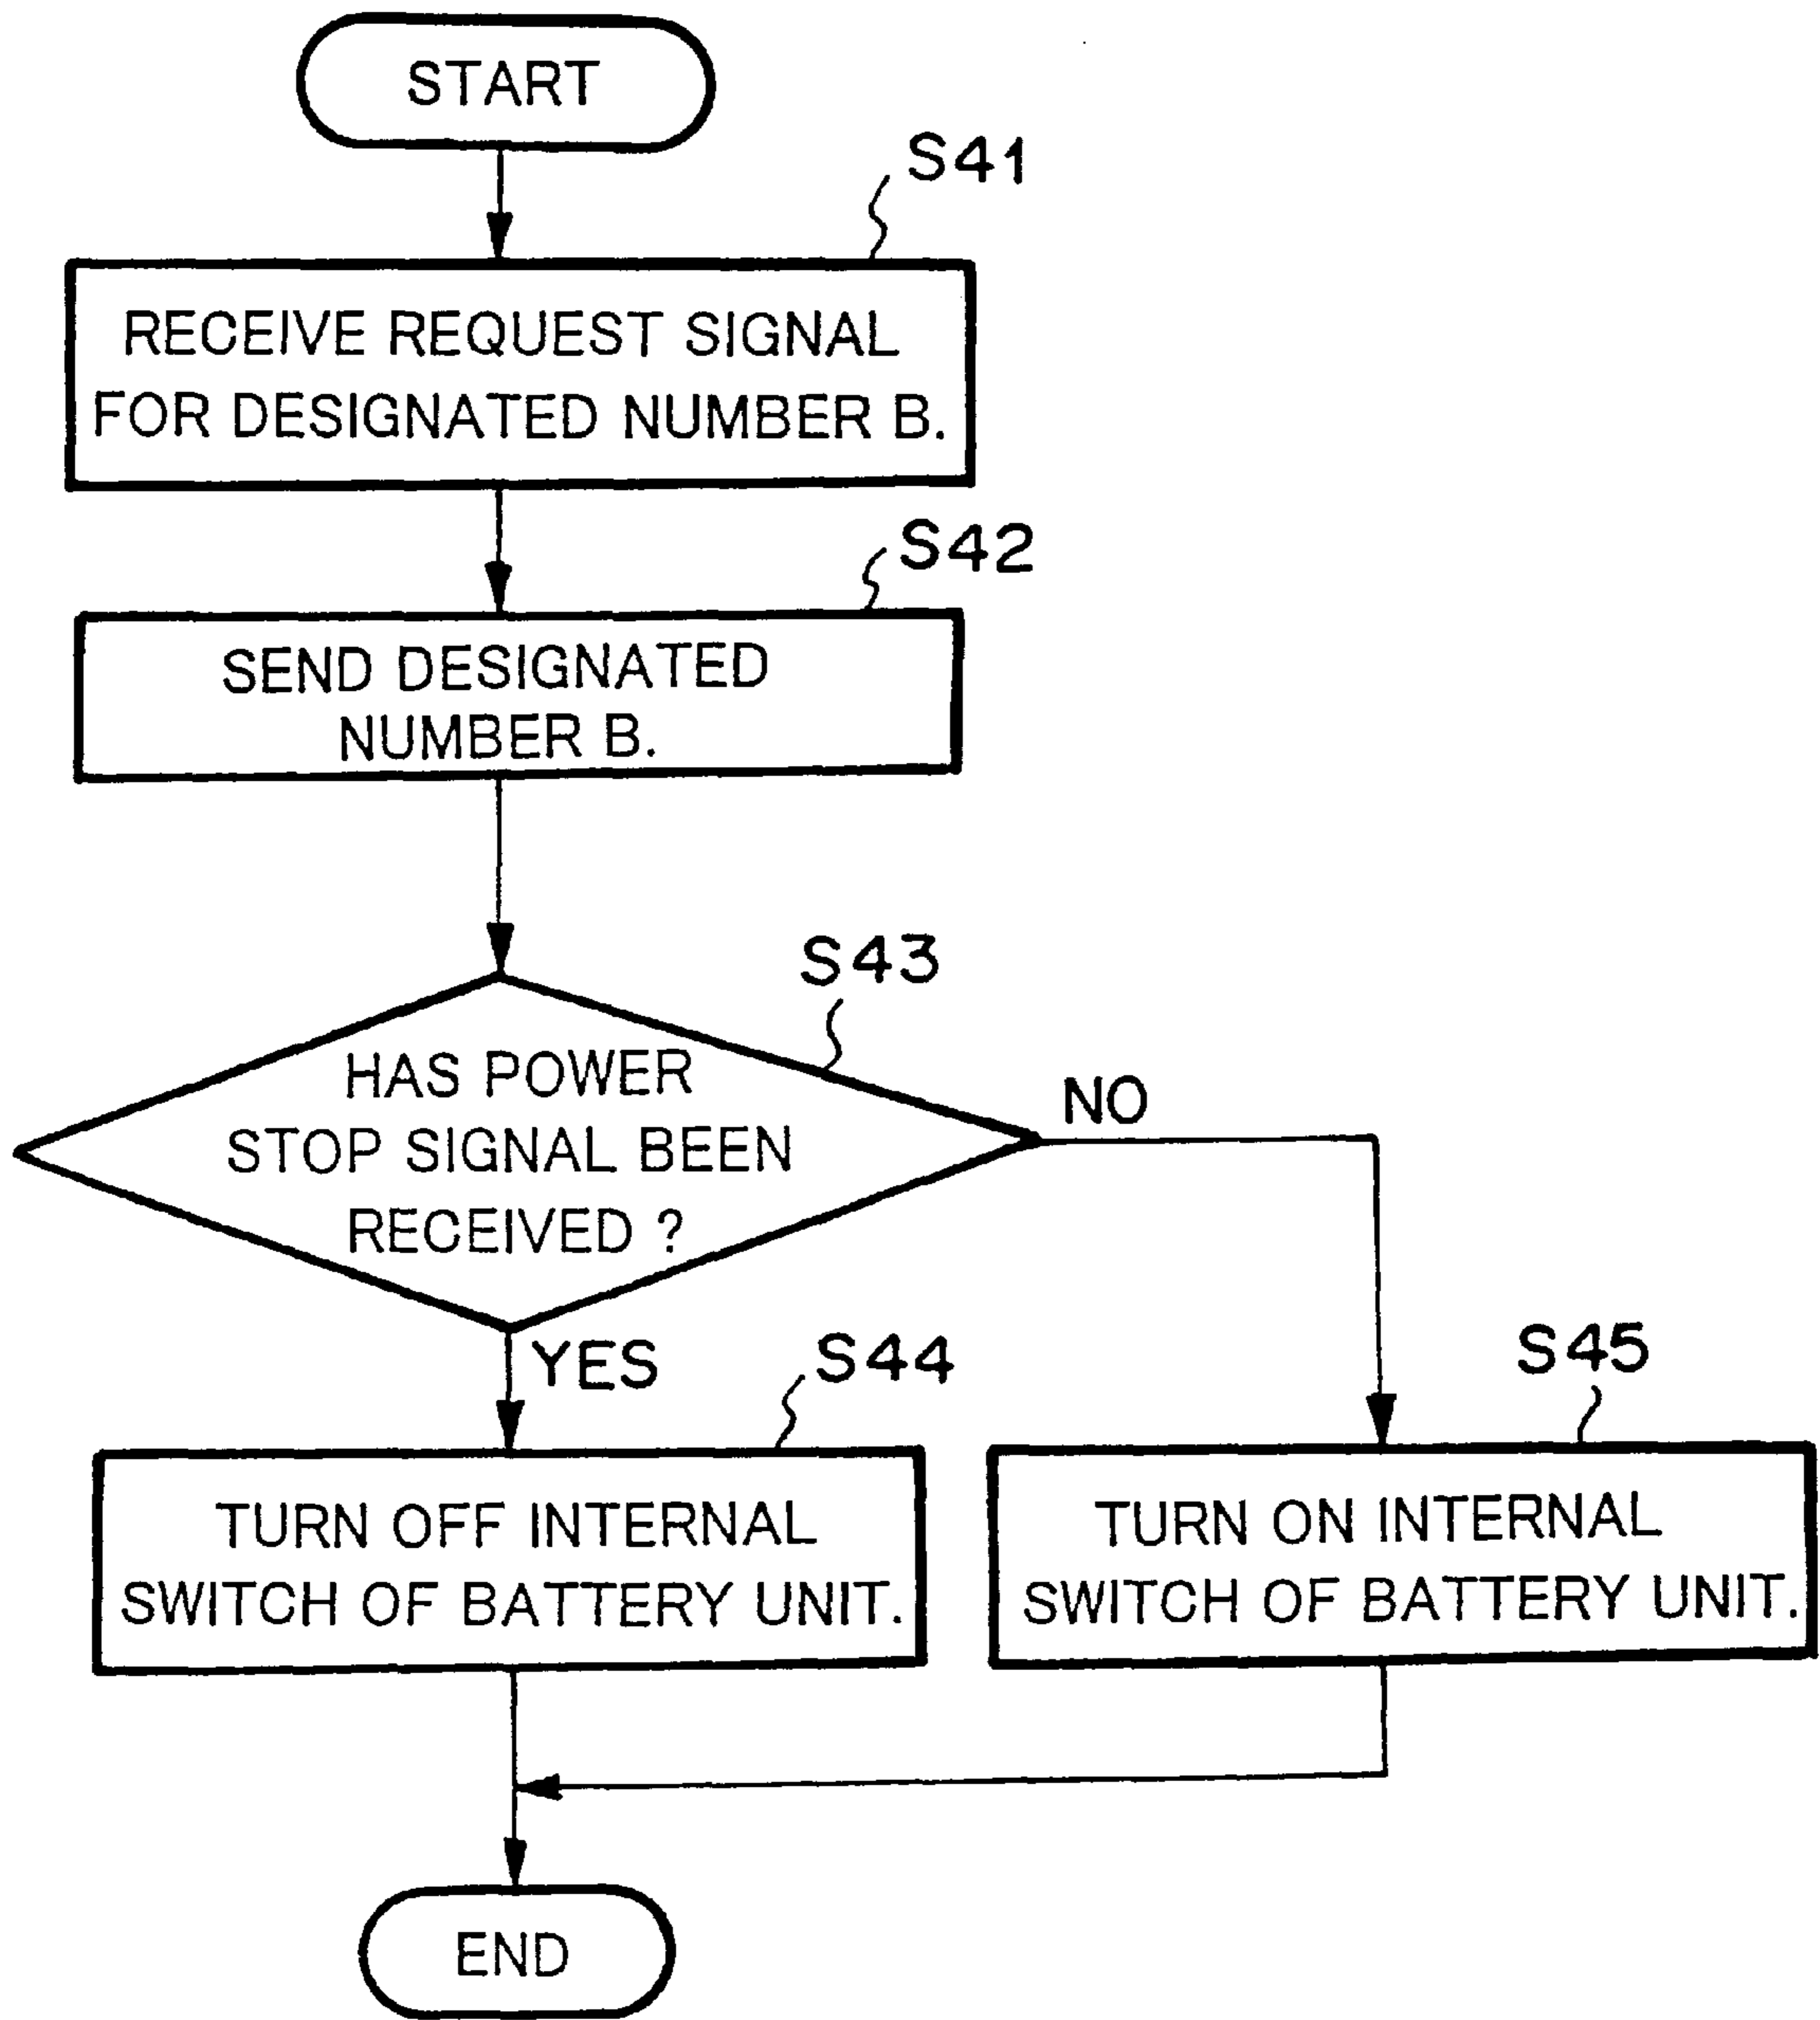 START
S41
RECEIVE REQUEST SIGNAL
FOR DESIGNATED NUMBER B.
S42
SEND DESIGNATED
NUMBER B.
S43
HAS POWER
STOP SIGNAL BEEN
RECEIVED ?
NO
YES
S44
TURN OFF INTERNAL
SWITCH OF BATTERY UNIT.
S45
TURN ON INTERNAL
SWITCH OF BATTERY UNIT.
END